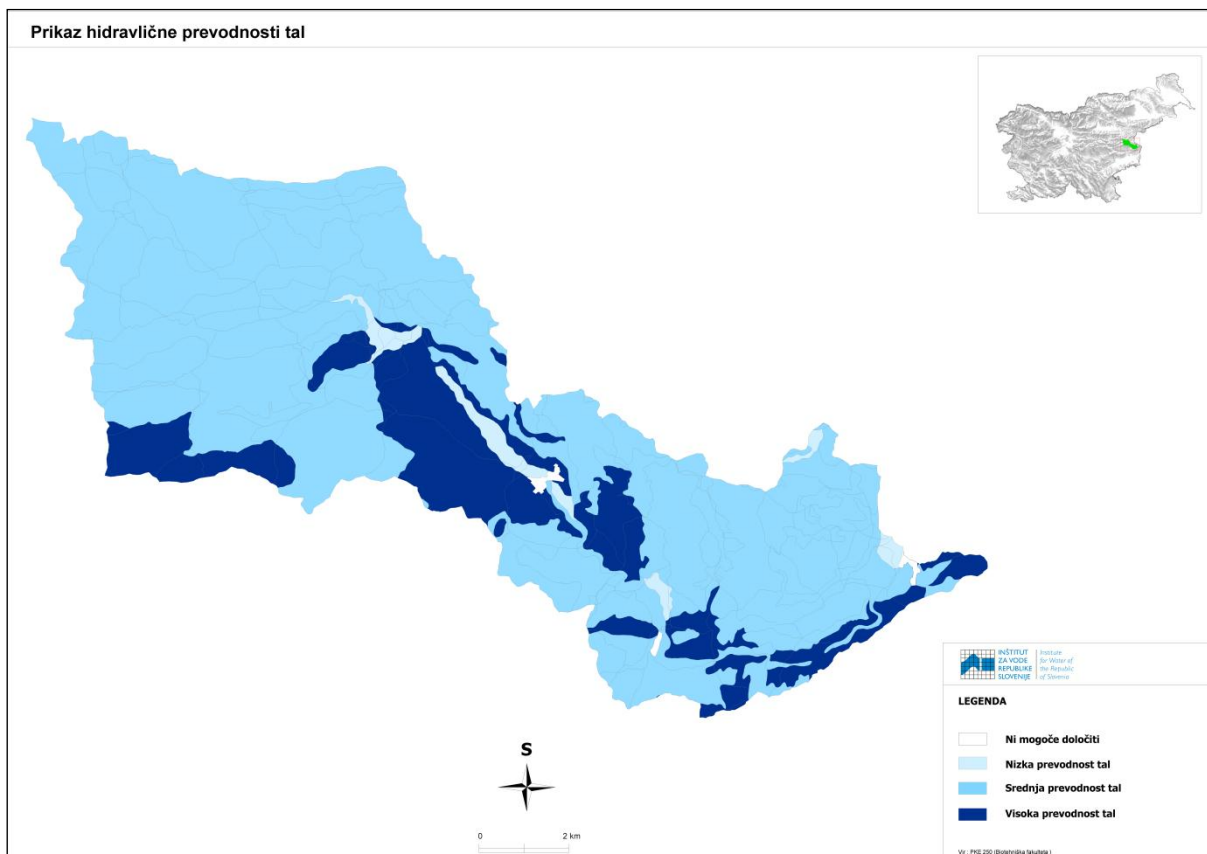 Prikaz hidravlične prevodnosti tal
S
0 2 km
INŠTITUT
ZA VODE
REPUBLIKE
SLOVENIJE
Institute
for Water of
the Republic
of Slovenia
LEGENDA
Ni mogoče določiti
Nizka prevodnost tal
Srednja prevodnost tal
Visoka prevodnost tal
Vir : PKE 250 (Biotehniška fakulteta )